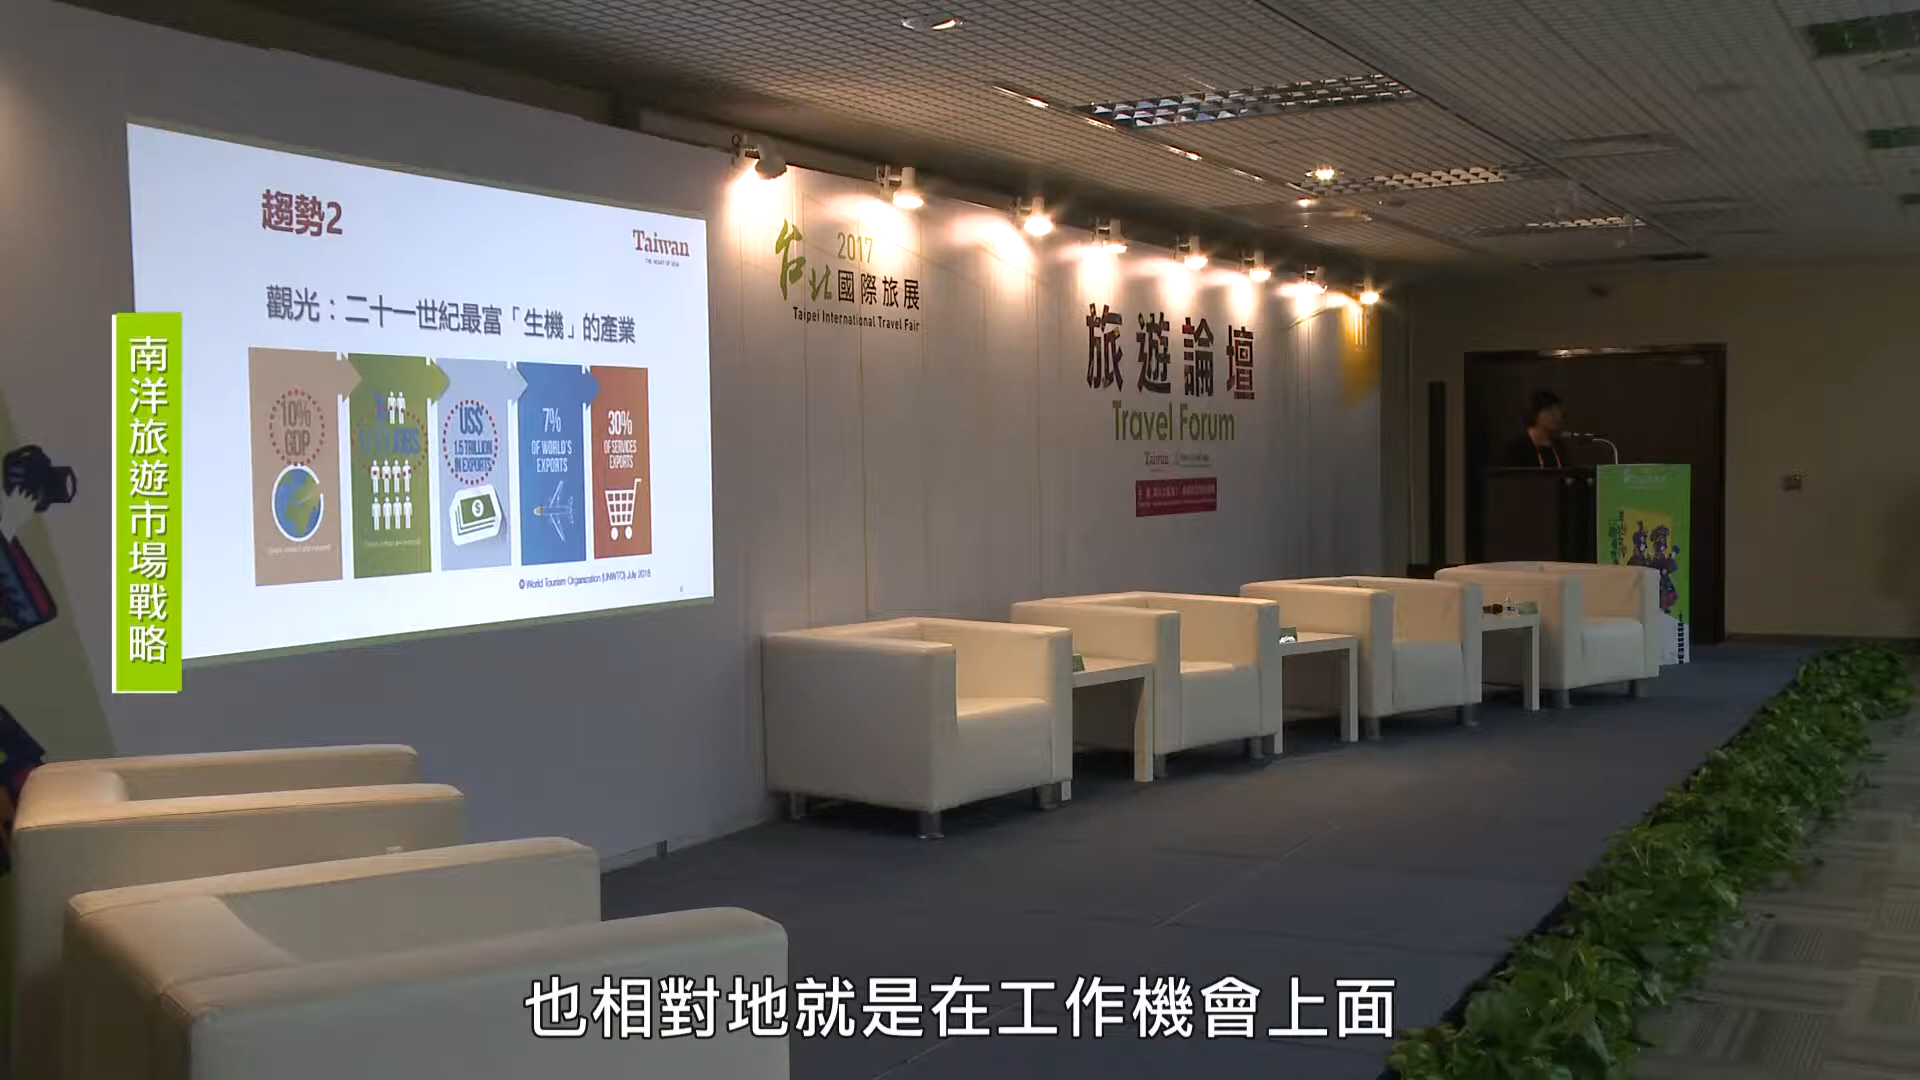 趨勢2
Taiwan
THE HEART OF ASIA
觀光：二十一世紀最富「生機」的產業
10%
GDP
US$
1.5 TRILLION
IN EXPORTS
7%
OF WORLD'S
EXPORTS
30%
OF SERVICES
EXPORTS
© World Tourism Organization (UNWTO) July 2016
南洋旅遊市場戰略
2017
台北國際旅展
Taipei International Travel Fair
旅遊論壇
Travel Forum
Taiwan
也相對地就是在工作機會上面